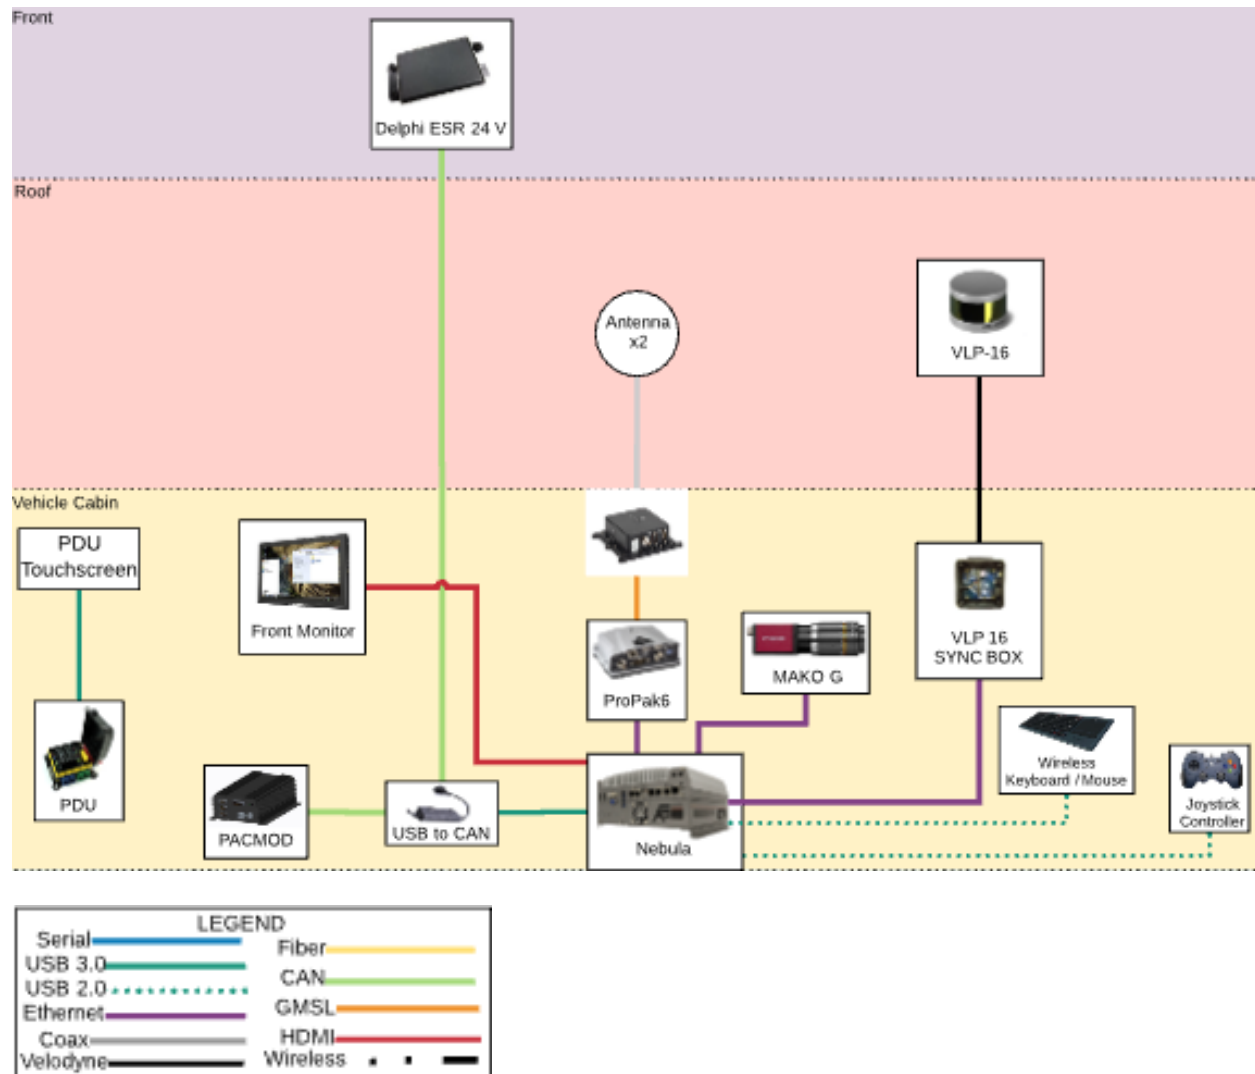 Front
Delphi ESR 24 V
Roof
Antenna
x2
VLP-16
Vehicle Cabin
PDU
Touchscreen
Front Monitor
ProPak6
MAKO G
VLP 16
SYNC BOX
PDU
PACMOD
USB to CAN
Nebula
Wireless
Keyboard / Mouse
Joystick
Controller
LEGEND
Serial
USB 3.0
USB 2.0
Ethernet
Coax
Velodyne
Fiber
CAN
GMSL
HDMI
Wireless